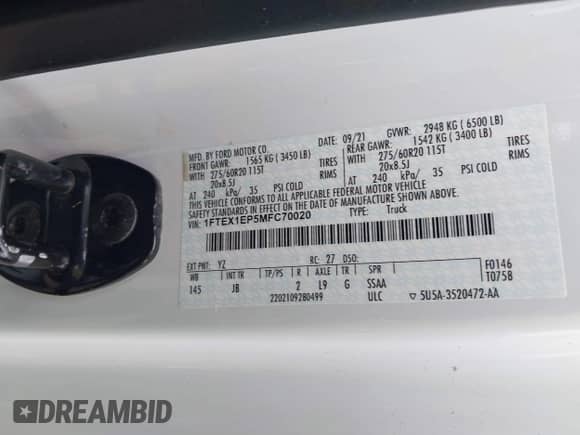 MFD. BY FORD MOTOR CO.
09/21 GVWR: 2948 KG ( 6500 LB)
FRONT GAWR: 1565 KG ( 3450 LB) REAR GAWR: 1542 KG ( 3400 LB)
WITH 275/60R20 115T TIRES WITH 275/60R20 115T TIRES
20x8.5J RIMS 20x8.5J RIMS
AT 240 kPa/ 35 PSI COLD AT 240 kPa/ 35 PSI COLD
THIS VEHICLE CONFORMS TO ALL APPLICABLE FEDERAL MOTOR VEHICLE
SAFETY STANDARDS IN EFFECT ON THE DATE OF MANUFACTURE SHOWN ABOVE.
VIN: 1FTEX1EP5MFC70020 TYPE: Truck
EXT PNT: YZ RC: 27 DSO: F0146
WB INT TR TP/PS R AXLE TR SPR T0758
145 JB 2 L9 G SSAA
2202109280499 ULC 5U5A-3520472-AA
DREAMBID